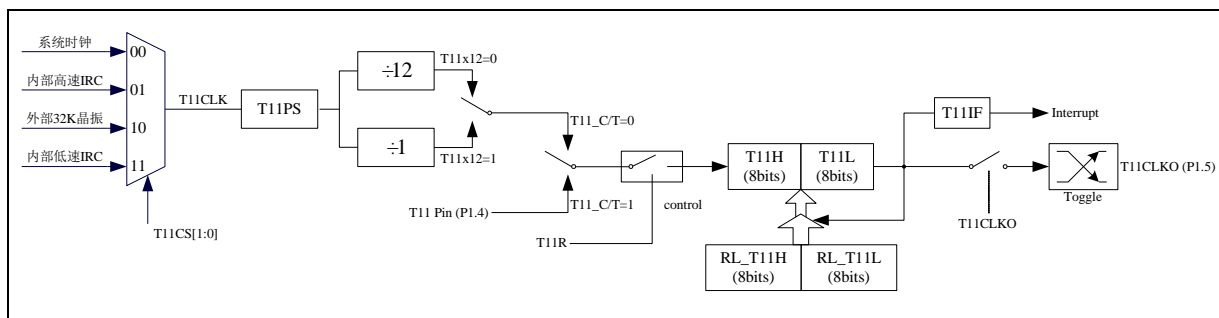 系统时钟
00
内部高速IRC
01
外部32K晶振
10
内部低速IRC
11
T11CS[1:0]
T11CLK
T11PS
÷12
÷1
T11x12=0
T11x12=1
T11_C/T=0
T11_C/T=1
T11 Pin (P1.4)
T11R
control
T11H
(8bits)
T11L
(8bits)
RL_T11H
(8bits)
RL_T11L
(8bits)
T11IF
Interrupt
T11CLKO
Toggle
T11CLKO (P1.5)